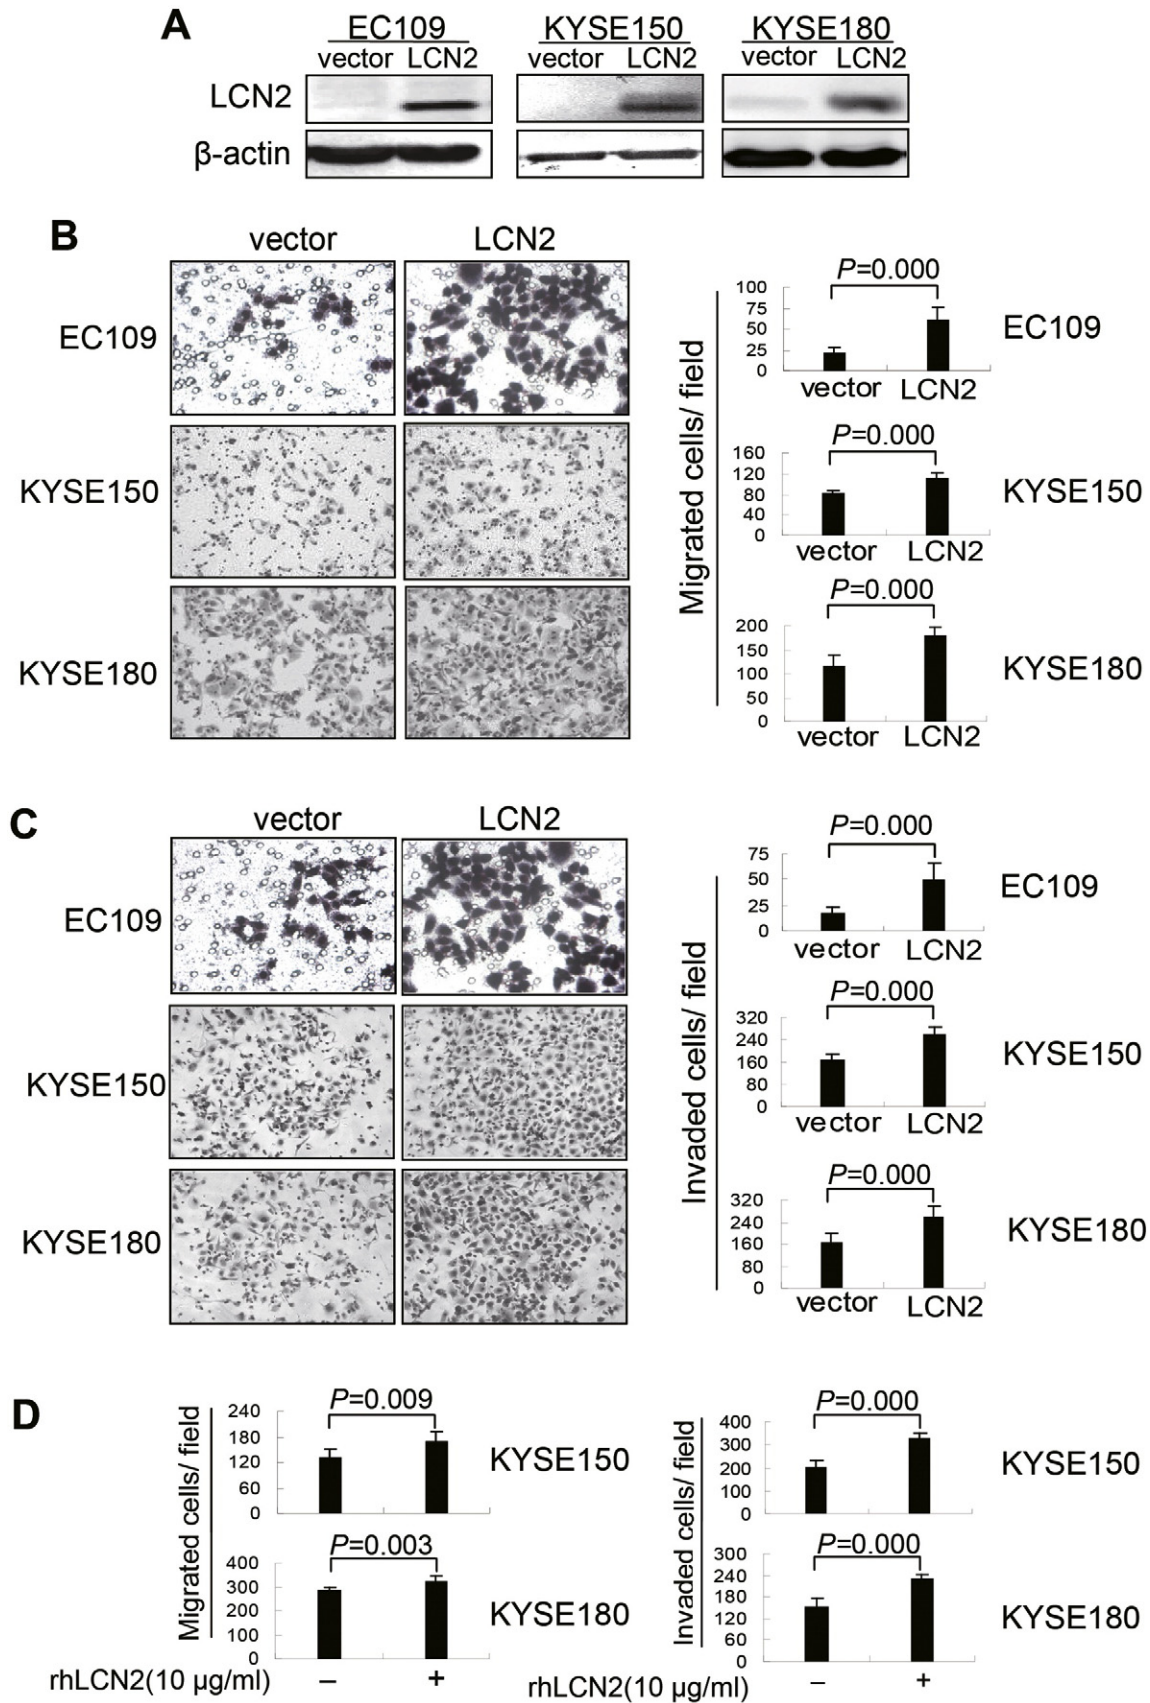 A
EC109 KYSE150 KYSE180
vector LCN2 vector LCN2 vector LCN2
LCN2
β-actin
B
vector LCN2
EC109
KYSE150
KYSE180
Migrated cells/ field
P=0.000
100
75
50
25
0
vector LCN2
EC109
P=0.000
160
120
80
40
0
vector LCN2
KYSE150
P=0.000
200
150
100
50
0
vector LCN2
KYSE180
C
vector LCN2
EC109
KYSE150
KYSE180
Invaded cells/ field
P=0.000
75
50
25
0
vector LCN2
EC109
P=0.000
320
240
160
80
0
vector LCN2
KYSE150
P=0.000
320
240
160
80
0
vector LCN2
KYSE180
D
Migrated cells/ field
P=0.009
240
180
120
60
0
KYSE150
P=0.003
400
300
200
100
0
KYSE180
rhLCN2(10 µg/ml) – +
Invaded cells/ field
P=0.000
400
300
200
100
0
KYSE150
P=0.000
300
240
180
120
60
0
KYSE180
rhLCN2(10 µg/ml) – +